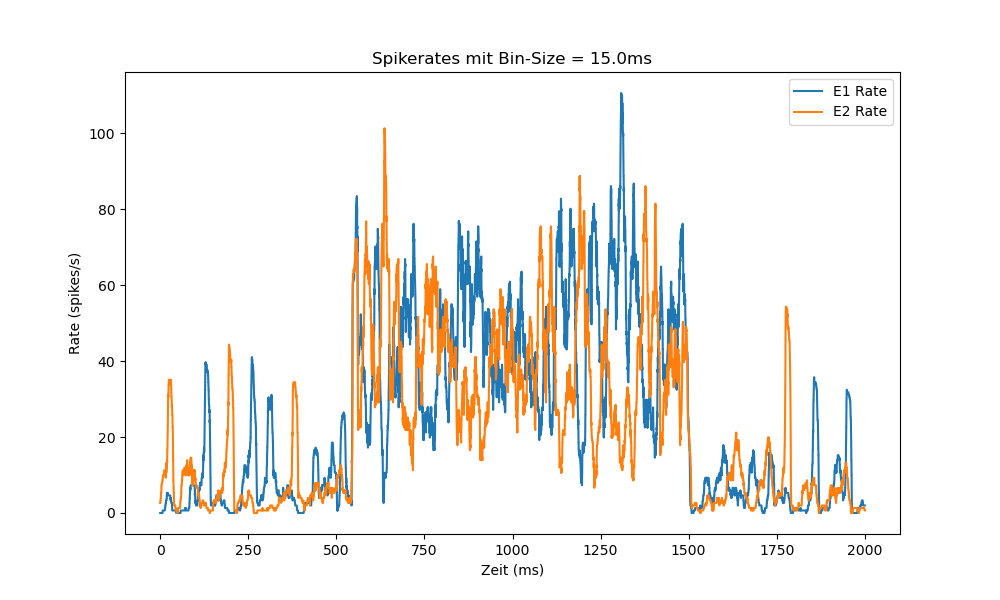 Spikerates mit Bin-Size = 15.0ms
E1 Rate
E2 Rate
Rate (spikes/s)
100
80
60
40
20
0
0 250 500 750 1000 1250 1500 1750 2000
Zeit (ms)